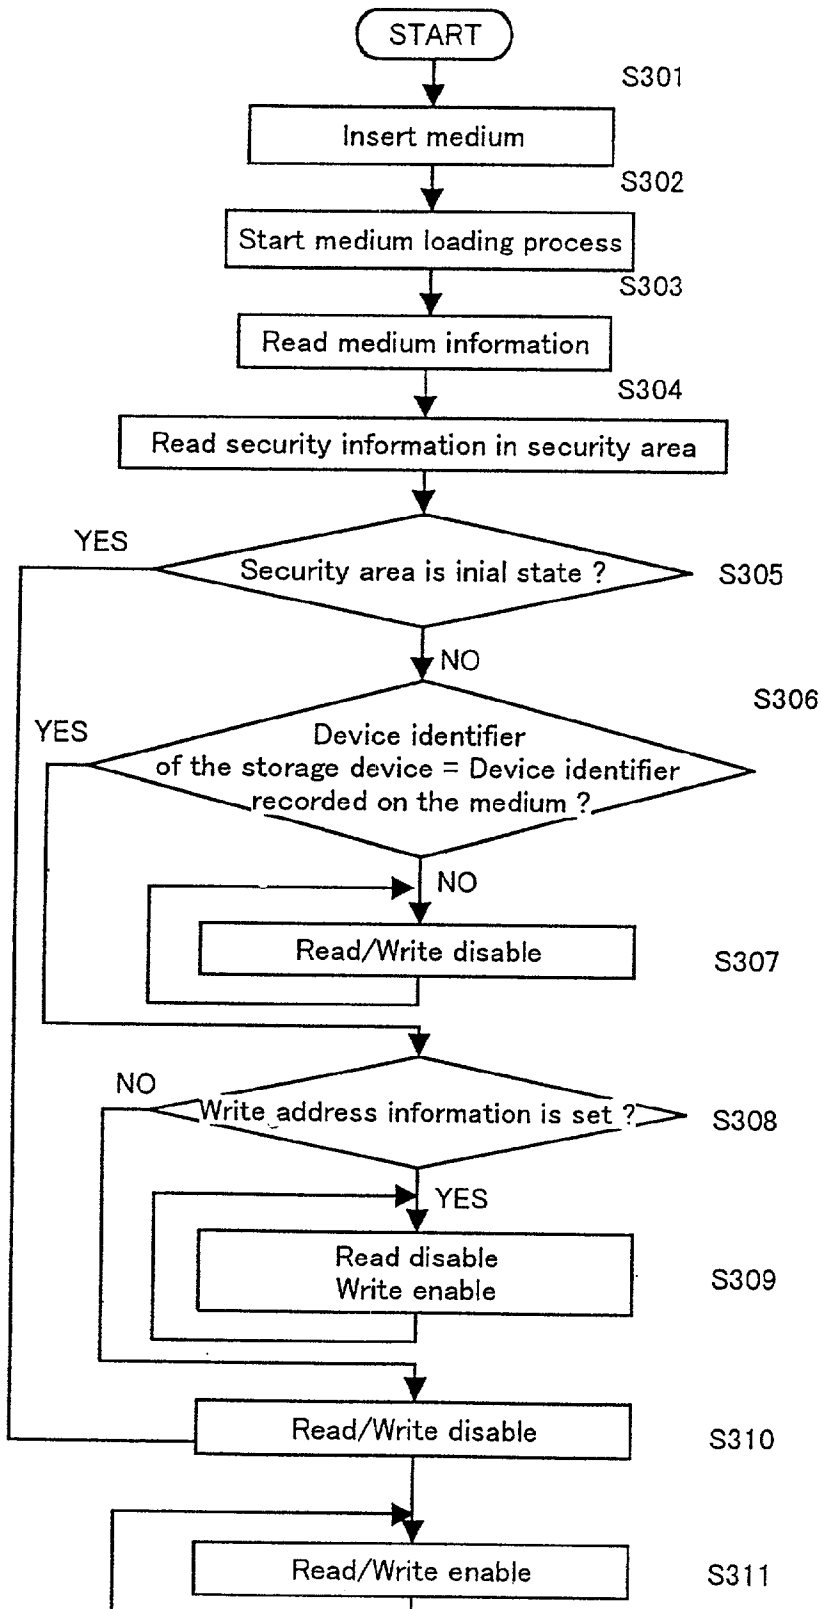 START
S301
Insert medium
S302
Start medium loading process
S303
Read medium information
S304
Read security information in security area
YES
Security area is inial state ?
S305
NO
S306
YES
Device identifier
of the storage device = Device identifier
recorded on the medium ?
NO
Read/Write disable
S307
NO
Write address information is set ?
S308
YES
Read disable
Write enable
S309
Read/Write disable
S310
Read/Write enable
S311